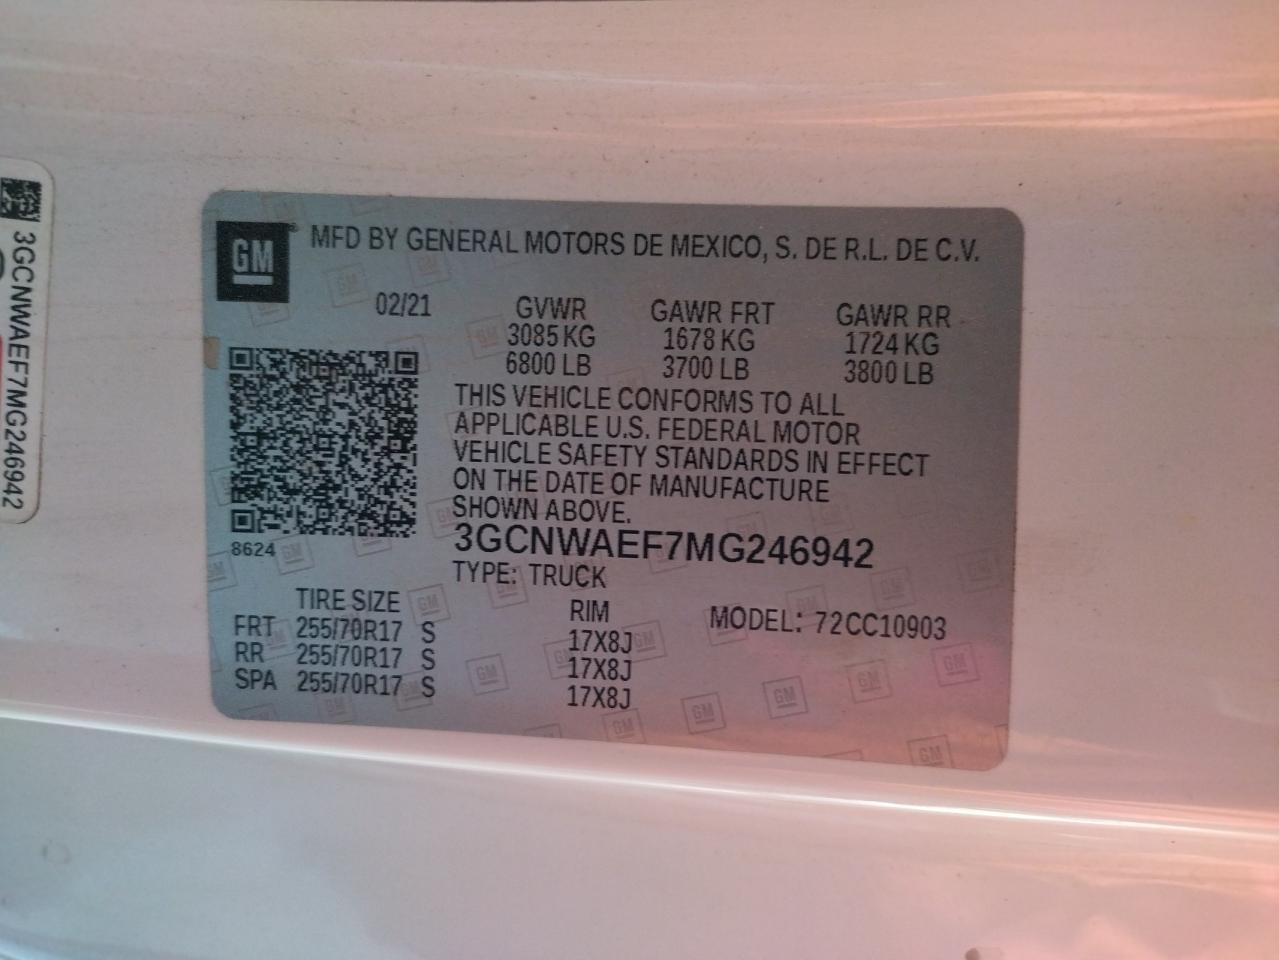 3GCNWAEF7MG246942
GM
MFD BY GENERAL MOTORS DE MEXICO, S. DE R.L. DE C.V.
02/21 GVWR GAWR FRT GAWR RR
3085 KG 1678 KG 1724 KG
6800 LB 3700 LB 3800 LB
THIS VEHICLE CONFORMS TO ALL
APPLICABLE U.S. FEDERAL MOTOR
VEHICLE SAFETY STANDARDS IN EFFECT
ON THE DATE OF MANUFACTURE
SHOWN ABOVE.
8624
3GCNWAEF7MG246942
TYPE: TRUCK
TIRE SIZE RIM MODEL: 72CC10903
FRT 255/70R17 S 17X8J
RR 255/70R17 S 17X8J
SPA 255/70R17 S 17X8J